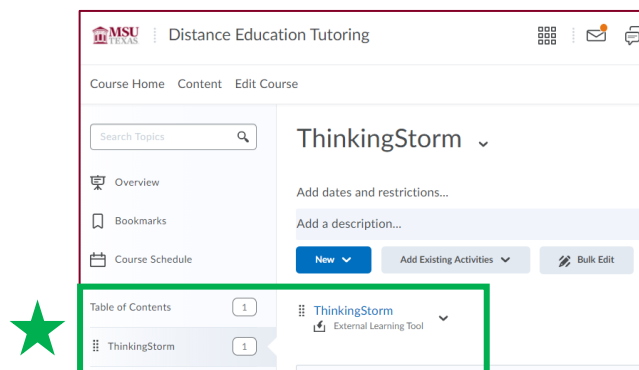 MSU TEXAS Distance Education Tutoring
Course Home Content Edit Course
Search Topics
ThinkingStorm
Overview
Add dates and restrictions...
Bookmarks
Add a description...
Course Schedule
New Add Existing Activities Bulk Edit
Table of Contents 1
ThinkingStorm
External Learning Tool
ThinkingStorm 1